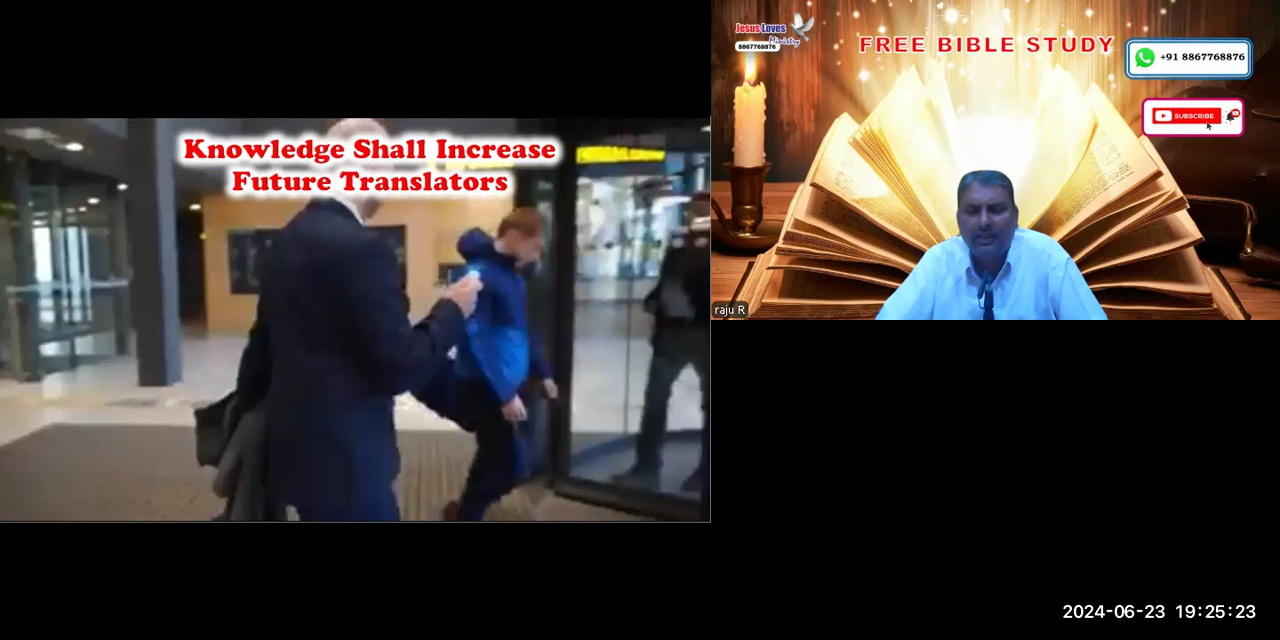 Knowledge Shall Increase
Future Translators
Jesus Loves
Ministry
8867768876
FREE BIBLE STUDY
+91 8867768876
SUBSCRIBE
raju R
2024-06-23 19:25:23